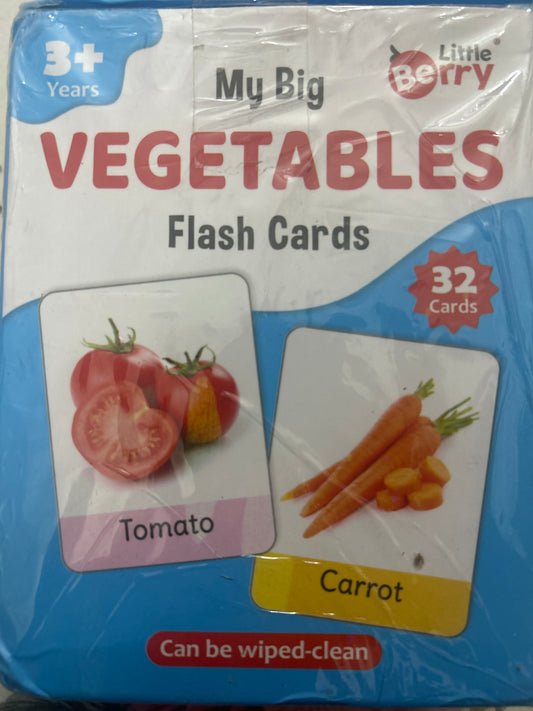 3+
Years
Little
Berry
My Big
VEGETABLES
Flash Cards
32
Cards
Tomato
Carrot
Can be wiped-clean